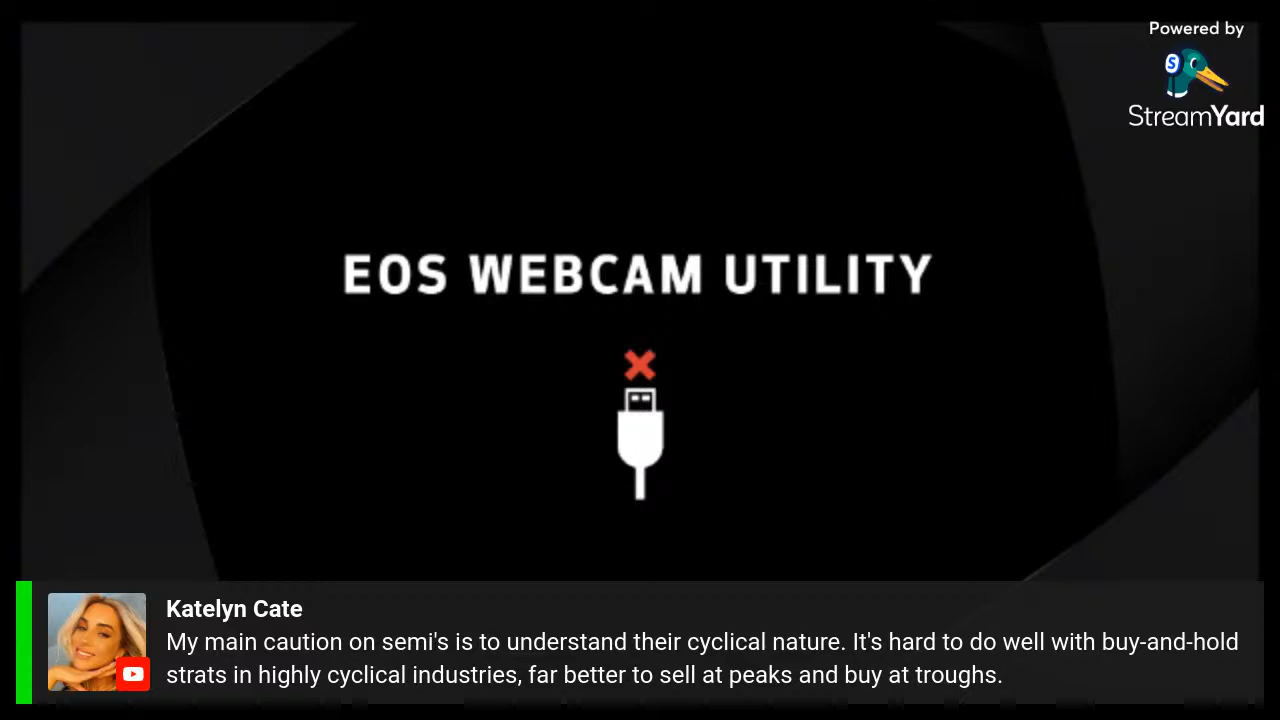 Powered by
StreamYard
EOS WEBCAM UTILITY
Katelyn Cate
My main caution on semi's is to understand their cyclical nature. It's hard to do well with buy-and-hold
strats in highly cyclical industries, far better to sell at peaks and buy at troughs.